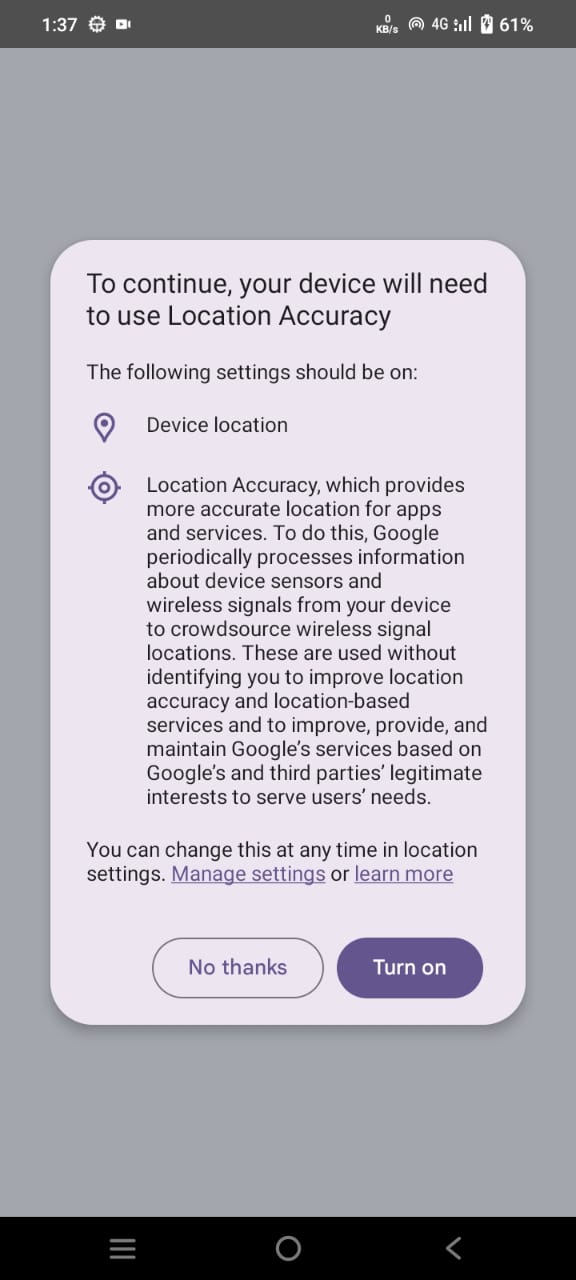 1:37
0
KB/s
4G
61%
To continue, your device will need
to use Location Accuracy
The following settings should be on:
Device location
Location Accuracy, which provides
more accurate location for apps
and services. To do this, Google
periodically processes information
about device sensors and
wireless signals from your device
to crowdsource wireless signal
locations. These are used without
identifying you to improve location
accuracy and location-based
services and to improve, provide, and
maintain Google’s services based on
Google’s and third parties’ legitimate
interests to serve users’ needs.
You can change this at any time in location
settings. Manage settings or learn more
No thanks
Turn on